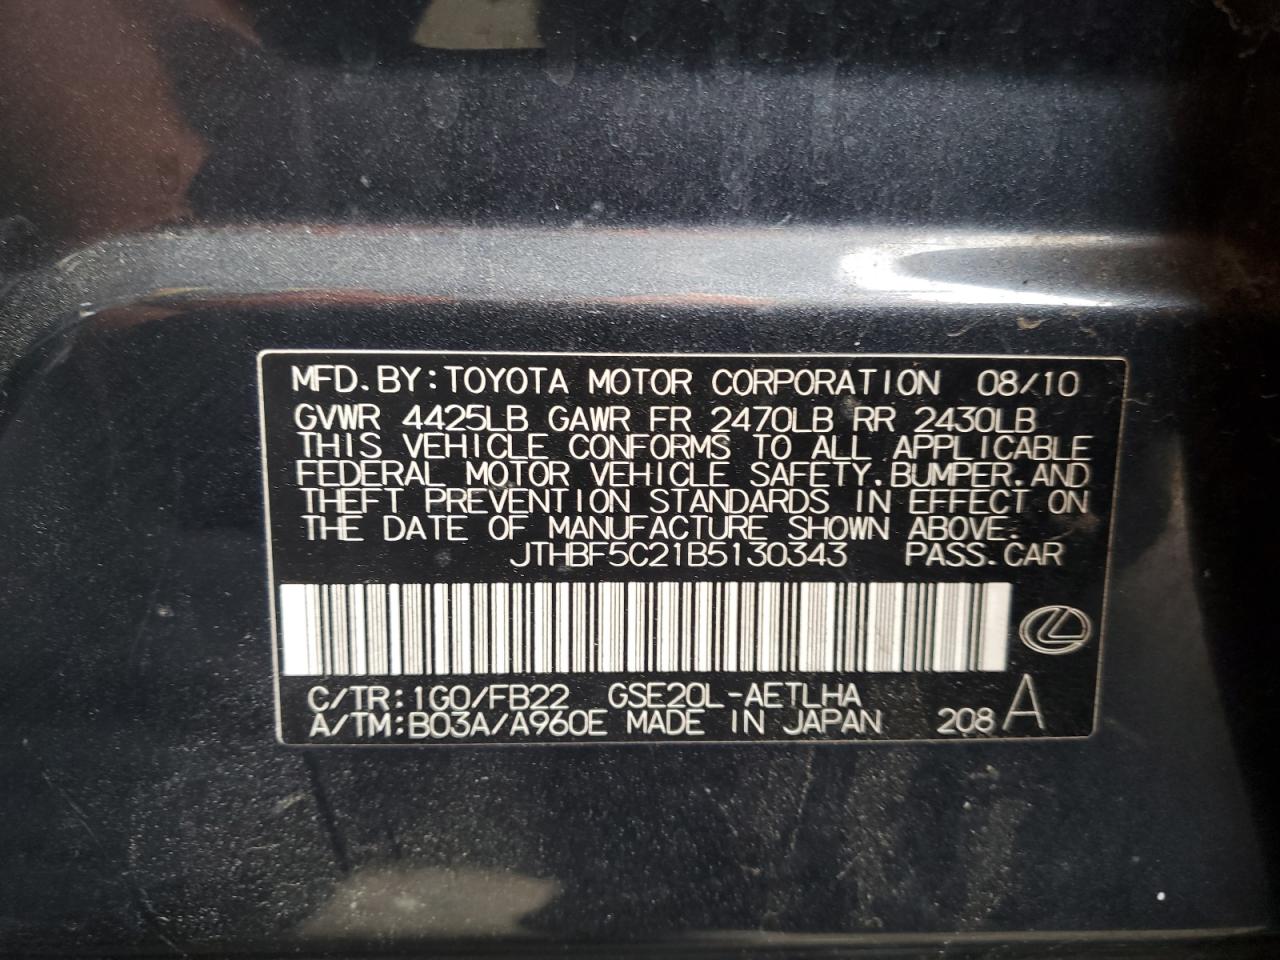 MFD.BY:TOYOTA MOTOR CORPORATION 08/10
GVWR 4425LB GAWR FR 2470LB RR 2430LB
THIS VEHICLE CONFORMS TO ALL APPLICABLE
FEDERAL MOTOR VEHICLE SAFETY.BUMPER.AND
THEFT PREVENTION STANDARDS IN EFFECT ON
THE DATE OF MANUFACTURE SHOWN ABOVE.
JTHBF5C21B5130343 PASS.CAR
C/TR:1G0/FB22 GSE20L-AETLHA
A/TM:B03A/A960E MADE IN JAPAN 208 A